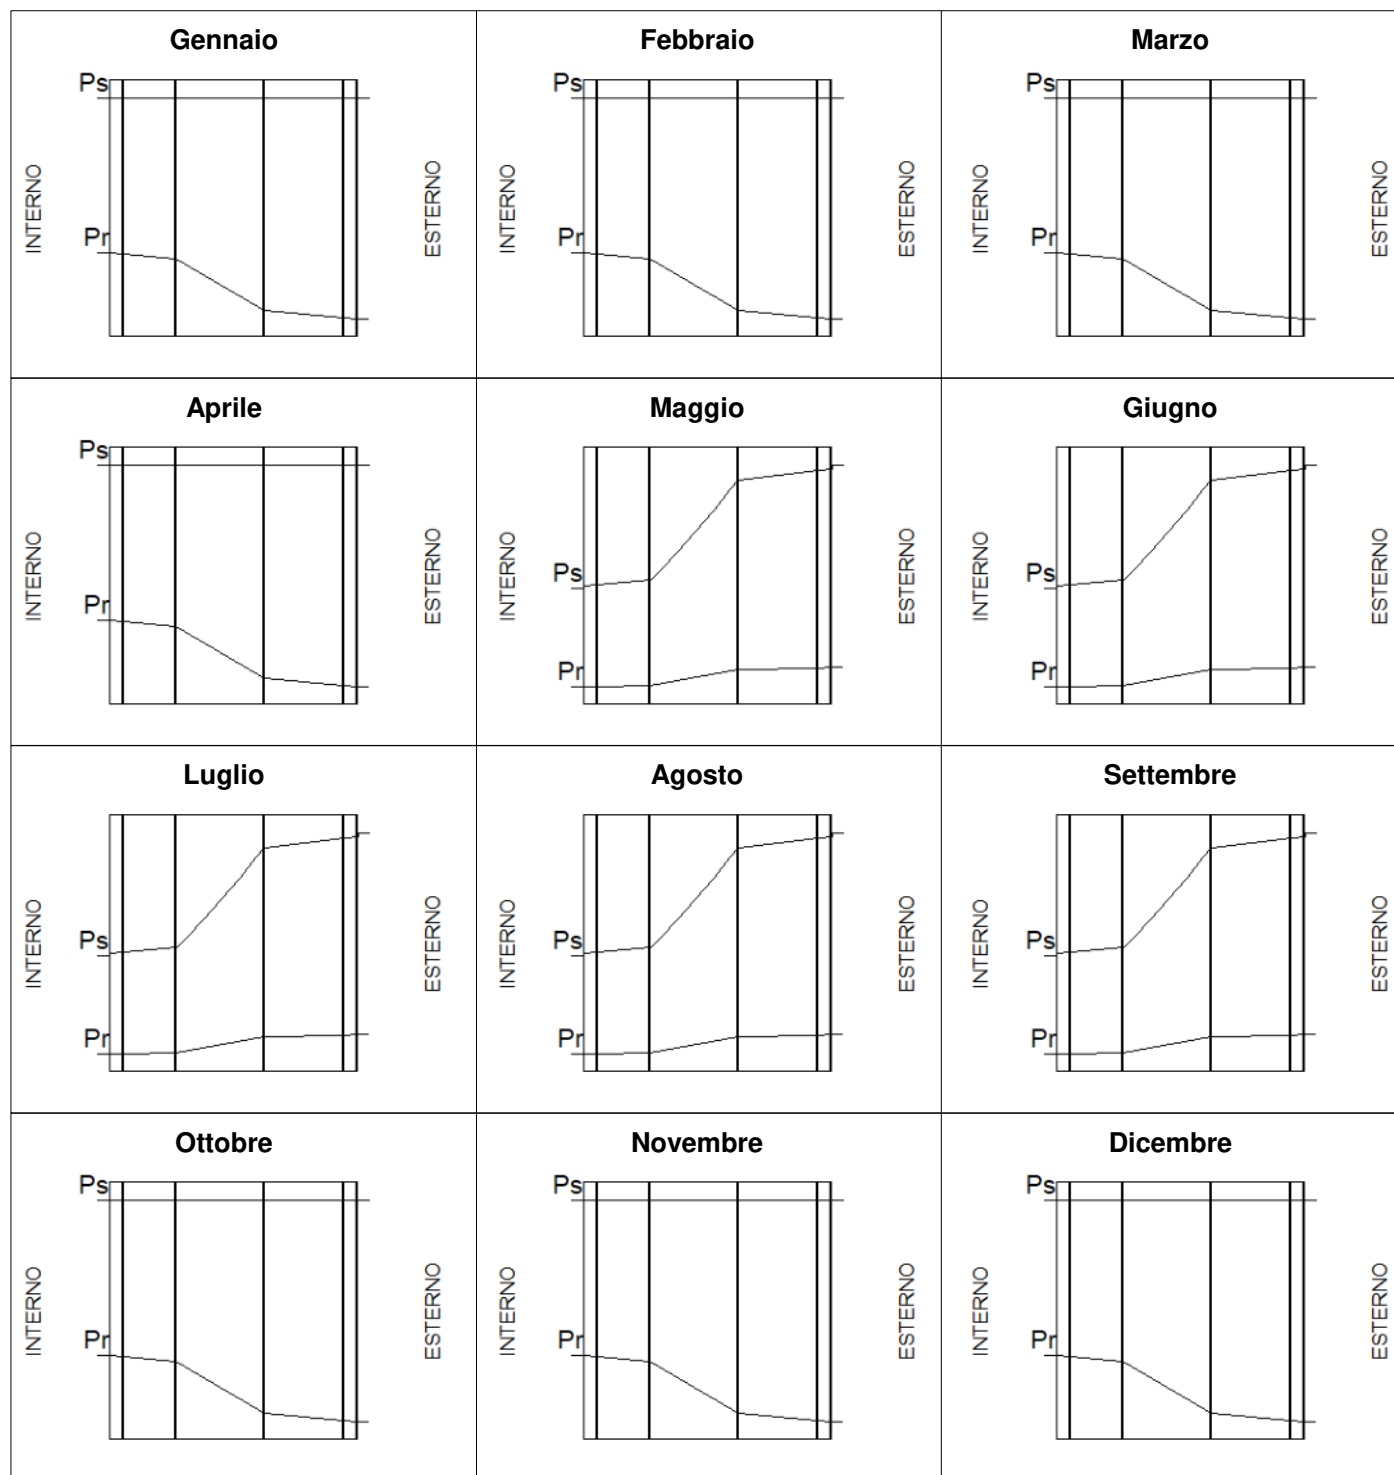 Gennaio
Ps
INTERNO
ESTERNO
Pr
Febbraio
Ps
INTERNO
ESTERNO
Pr
Marzo
Ps
INTERNO
ESTERNO
Pr
Aprile
Ps
INTERNO
ESTERNO
Pr
Maggio
INTERNO
ESTERNO
Ps
Pr
Giugno
INTERNO
ESTERNO
Ps
Pr
Luglio
INTERNO
ESTERNO
Ps
Pr
Agosto
INTERNO
ESTERNO
Ps
Pr
Settembre
INTERNO
ESTERNO
Ps
Pr
Ottobre
Ps
INTERNO
ESTERNO
Pr
Novembre
Ps
INTERNO
ESTERNO
Pr
Dicembre
Ps
INTERNO
ESTERNO
Pr